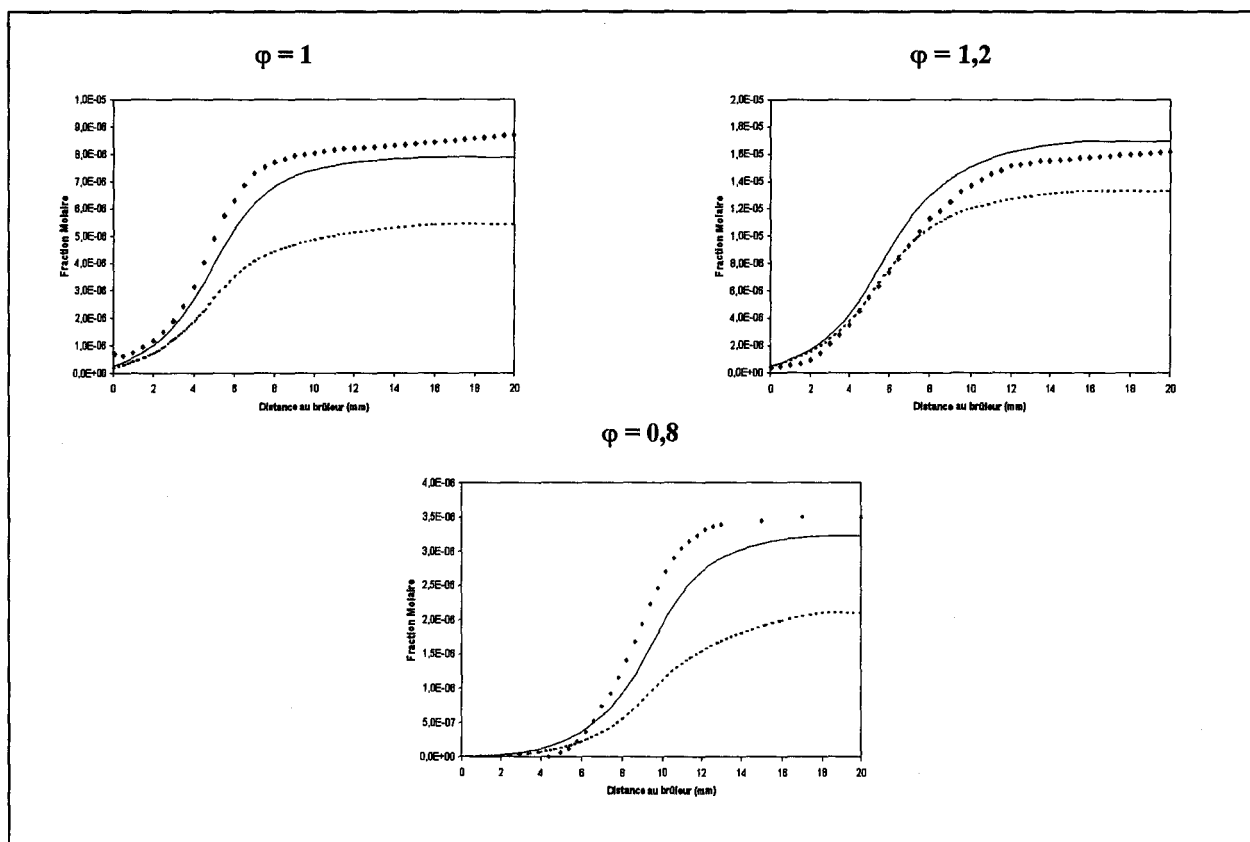 φ = 1
1,0E-05
9,0E-06
8,0E-06
7,0E-06
6,0E-06
5,0E-06
4,0E-06
3,0E-06
2,0E-06
1,0E-06
0,0E+00
Fraction Molaire
0 2 4 6 8 10 12 14 16 18 20
Distance au brûleur (mm)
φ = 1,2
2,0E-05
1,8E-05
1,6E-05
1,4E-05
1,2E-05
1,0E-05
8,0E-06
6,0E-06
4,0E-06
2,0E-06
0,0E+00
Fraction Molaire
0 2 4 6 8 10 12 14 16 18 20
Distance au brûleur (mm)
φ = 0,8
4,0E-06
3,5E-06
3,0E-06
2,5E-06
2,0E-06
1,5E-06
1,0E-06
5,0E-07
0,0E+00
Fraction Molaire
0 2 4 6 8 10 12 14 16 18 20
Distance au brûleur (mm)